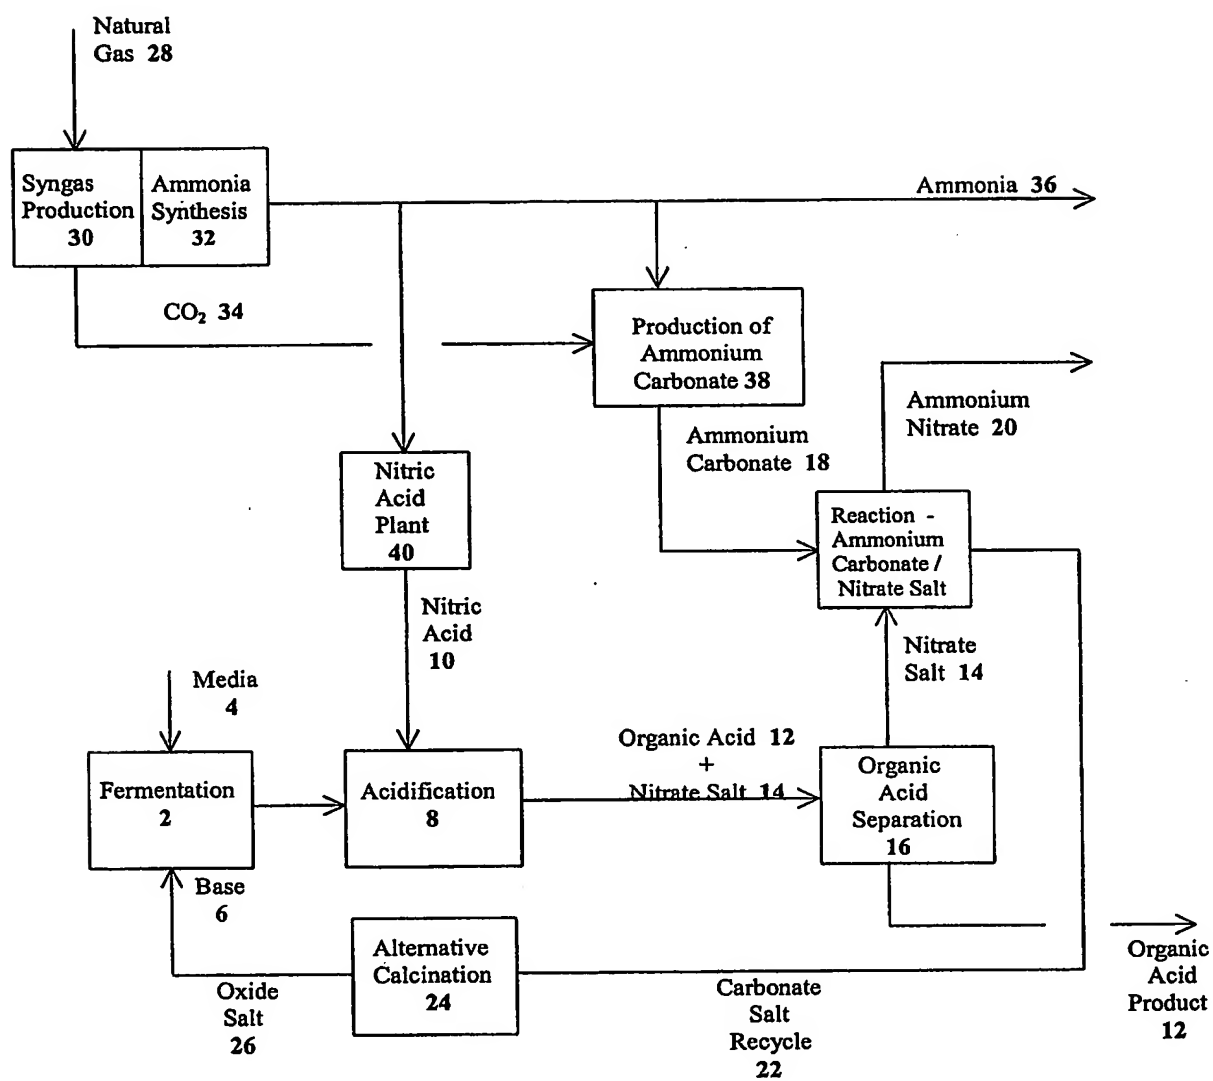 Natural
Gas 28
Syngas
Production
30
Ammonia
Synthesis
32
Ammonia 36
CO₂ 34
Production of
Ammonium
Carbonate 38
Ammonium
Nitrate 20
Ammonium
Carbonate 18
Nitric
Acid
Plant
40
Reaction -
Ammonium
Carbonate /
Nitrate Salt
Nitric
Acid
10
Nitrate
Salt 14
Media
4
Organic Acid 12
+
Nitrate Salt 14
Fermentation
2
Acidification
8
Organic
Acid
Separation
16
Base
6
Alternative
Calcination
24
Oxide
Salt
26
Carbonate
Salt
Recycle
22
Organic
Acid
Product
12